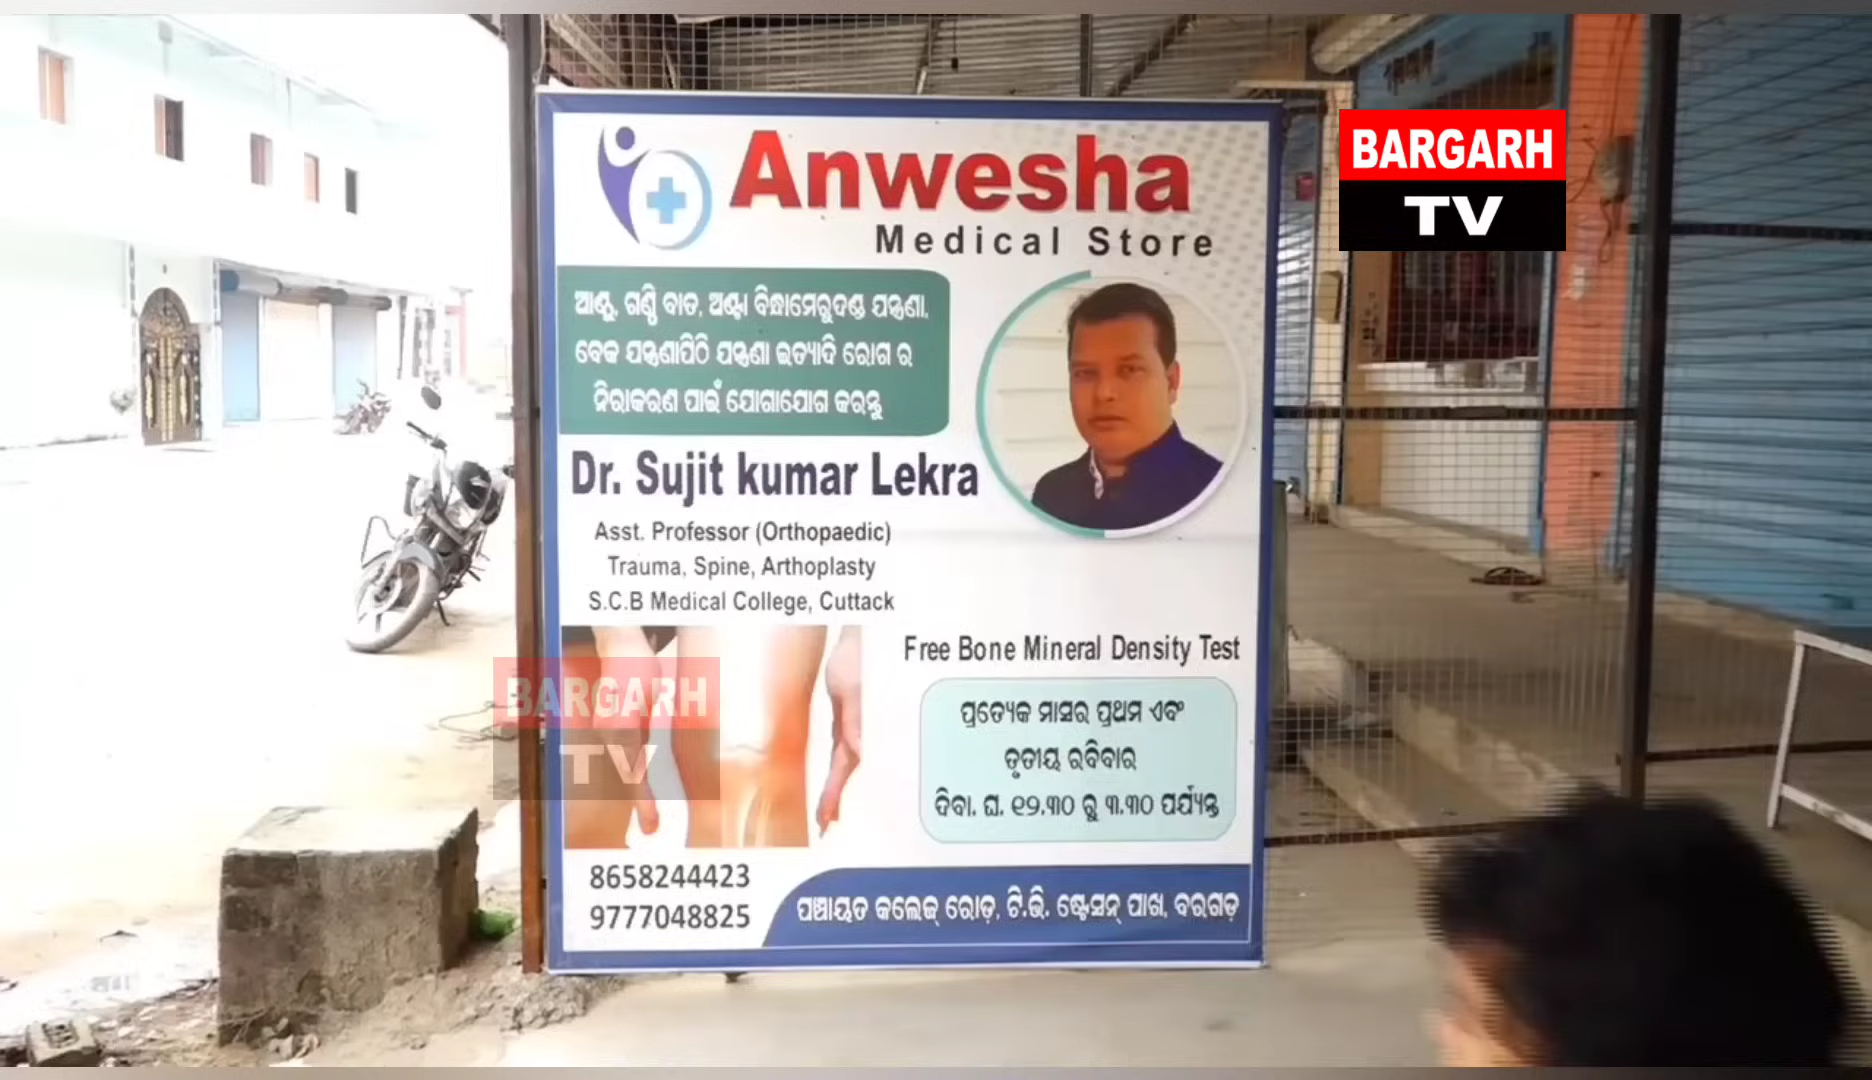 Anwesha
Medical Store
BARGARH
TV
ଆଣ୍ଠୁ, ଗଣ୍ଠି ବାତ, ଅଣ୍ଟା ବିନ୍ଧାମେରୁଦଣ୍ଡ ଯନ୍ତ୍ରଣା,
ବେକ ଯନ୍ତ୍ରଣାପିଠି ଯନ୍ତ୍ରଣା ଇତ୍ୟାଦି ରୋଗ ର
ନିରାକରଣ ପାଇଁ ଯୋଗାଯୋଗ କରନ୍ତୁ
Dr. Sujit kumar Lekra
Asst. Professor (Orthopaedic)
Trauma, Spine, Arthoplasty
S.C.B Medical College, Cuttack
Free Bone Mineral Density Test
BARGARH
TV
ପ୍ରତ୍ୟେକ ମାସର ପ୍ରଥମ ଏବଂ
ତୃତୀୟ ରବିବାର
ଦିବା. ଘ. ୧୨.୩୦ ରୁ ୩.୩୦ ପର୍ଯ୍ୟନ୍ତ
8658244423
9777048825
ପଞ୍ଚାୟତ କଲେଜ୍ ରୋଡ଼, ଟି.ଭି. ଷ୍ଟେସନ୍ ପାଖ, ବରଗଡ଼